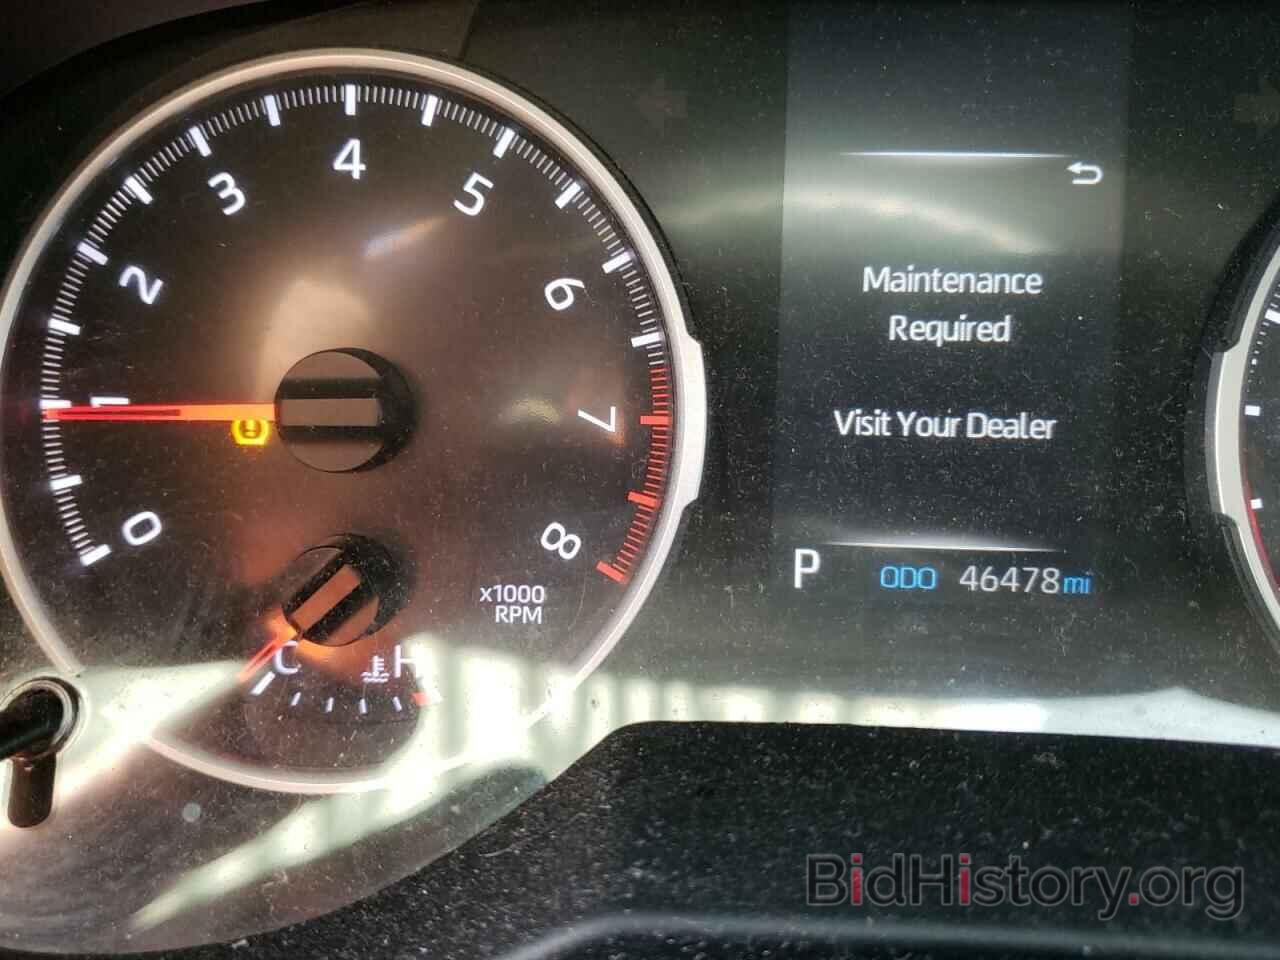 0
1
2
3
4
5
6
7
8
x1000
RPM
C
H
Maintenance
Required
Visit Your Dealer
P ODO 46478 mi
BidHistory.org